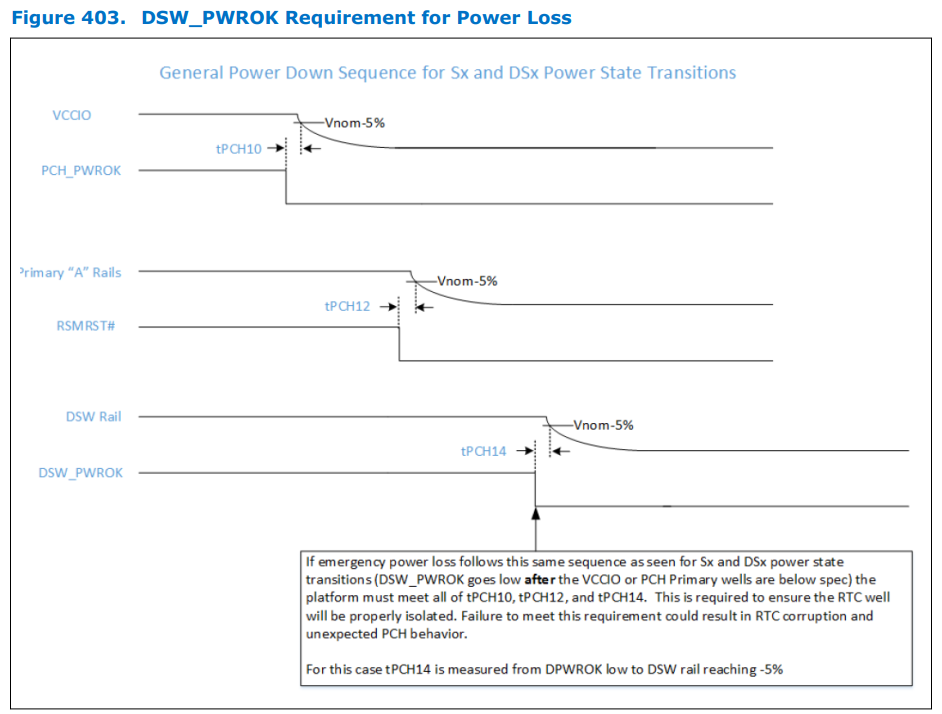 Figure 403. DSW_PWROK Requirement for Power Loss
General Power Down Sequence for Sx and DSx Power State Transitions
VCCIO
Vnom-5%
tPCH10
PCH_PWROK
Primary “A” Rails
Vnom-5%
tPCH12
RSMRST#
DSW Rail
Vnom-5%
tPCH14
DSW_PWROK
If emergency power loss follows this same sequence as seen for Sx and DSx power state
transitions (DSW_PWROK goes low after the VCCIO or PCH Primary wells are below spec) the
platform must meet all of tPCH10, tPCH12, and tPCH14. This is required to ensure the RTC well
will be properly isolated. Failure to meet this requirement could result in RTC corruption and
unexpected PCH behavior.
For this case tPCH14 is measured from DPWROK low to DSW rail reaching -5%